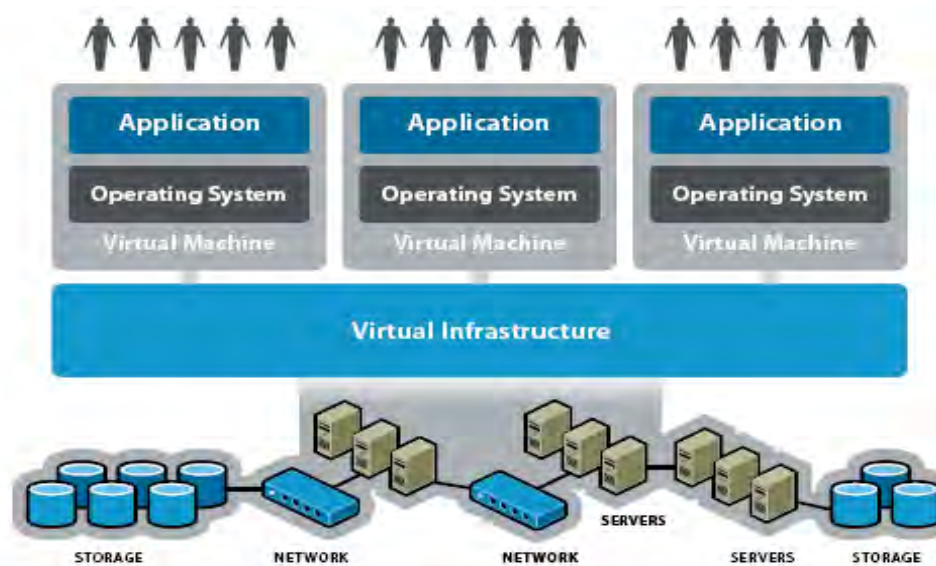 Application
Application
Application
Operating System
Operating System
Operating System
Virtual Machine
Virtual Machine
Virtual Machine
Virtual Infrastructure
SERVERS
STORAGE
NETWORK
NETWORK
SERVERS
STORAGE